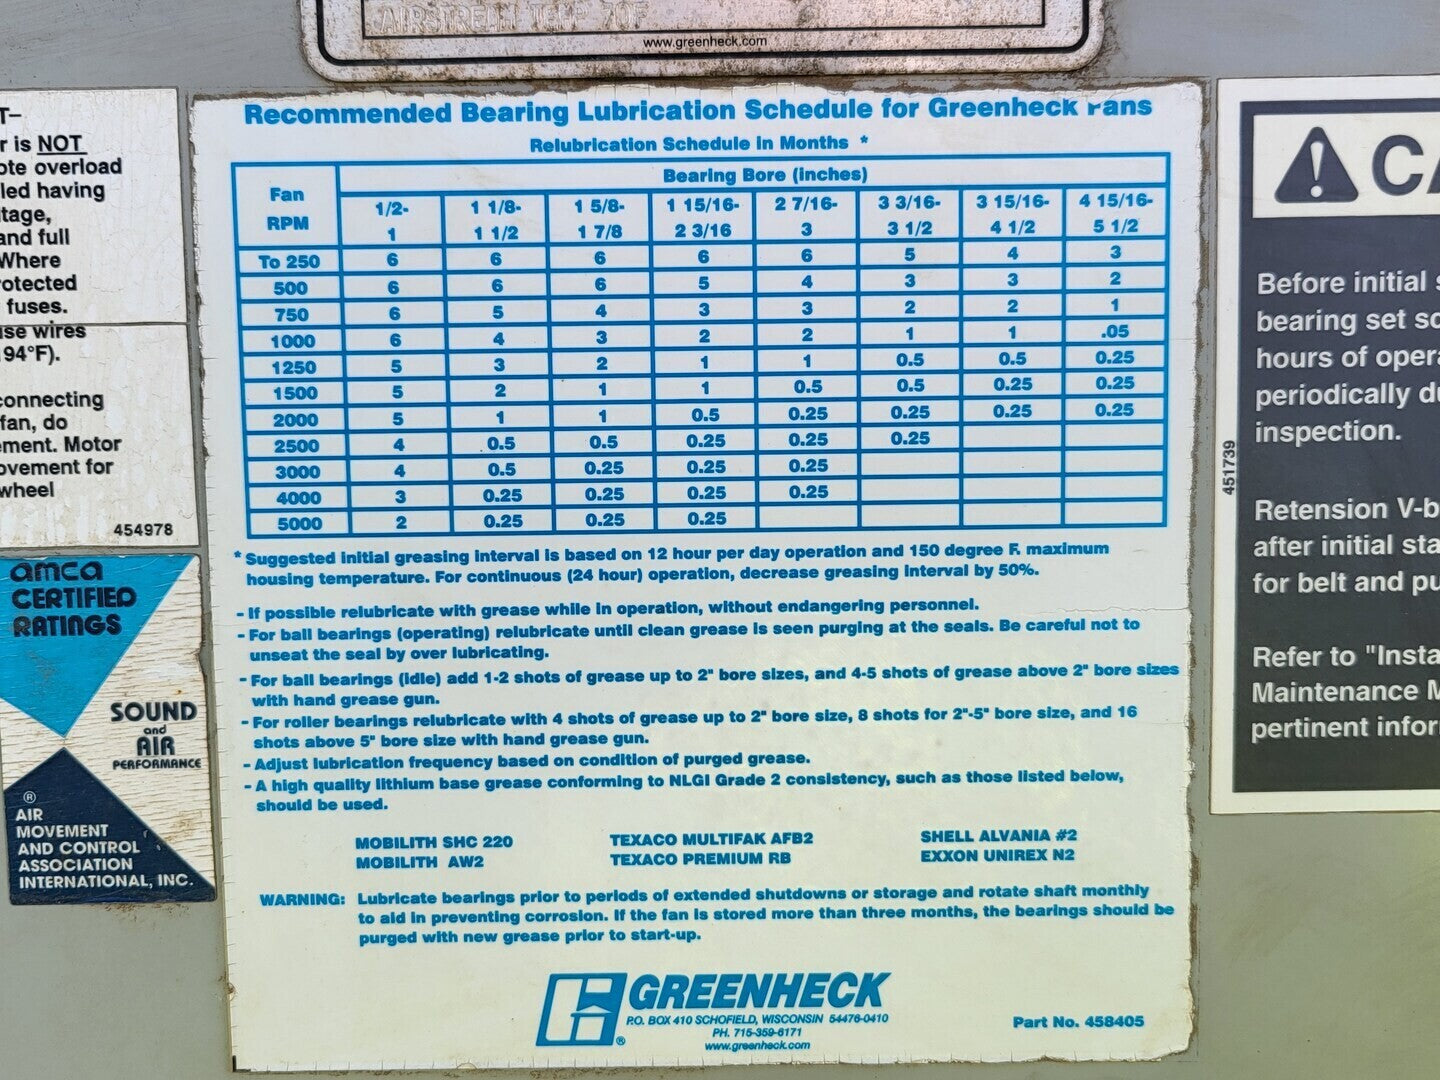 AIRSTREAM TEMP 70F
www.greenheck.com
T–
r is NOT
ote overload
led having
tage,
and full
Where
rotected
fuses.
use wires
94°F).
connecting
fan, do
ement. Motor
ovement for
wheel
454978
amca
CERTIFIED
RATINGS
SOUND
and
AIR
PERFORMANCE
®
AIR
MOVEMENT
AND CONTROL
ASSOCIATION
INTERNATIONAL, INC.
Recommended Bearing Lubrication Schedule for Greenheck Fans
Relubrication Schedule in Months *
Fan RPM Bearing Bore (inches)
1/2- 1 1/8- 1 5/8- 1 15/16- 2 7/16- 3 3/16- 3 15/16- 4 15/16-
1 1 1/2 1 7/8 2 3/16 3 3 1/2 4 1/2 5 1/2
To 250 6 6 6 6 6 5 4 3
500 6 6 6 5 4 3 3 2
750 6 5 4 3 3 2 2 1
1000 6 4 3 2 2 1 1 .05
1250 5 3 2 1 1 0.5 0.5 0.25
1500 5 2 1 1 0.5 0.5 0.25 0.25
2000 5 1 1 0.5 0.25 0.25 0.25 0.25
2500 4 0.5 0.5 0.25 0.25 0.25
3000 4 0.5 0.25 0.25 0.25
4000 3 0.25 0.25 0.25 0.25
5000 2 0.25 0.25 0.25
* Suggested initial greasing interval is based on 12 hour per day operation and 150 degree F. maximum
housing temperature. For continuous (24 hour) operation, decrease greasing interval by 50%.
- If possible relubricate with grease while in operation, without endangering personnel.
- For ball bearings (operating) relubricate until clean grease is seen purging at the seals. Be careful not to
unseat the seal by over lubricating.
- For ball bearings (idle) add 1-2 shots of grease up to 2" bore sizes, and 4-5 shots of grease above 2" bore sizes
with hand grease gun.
- For roller bearings relubricate with 4 shots of grease up to 2" bore size, 8 shots for 2"-5" bore size, and 16
shots above 5" bore size with hand grease gun.
- Adjust lubrication frequency based on condition of purged grease.
- A high quality lithium base grease conforming to NLGI Grade 2 consistency, such as those listed below,
should be used.
MOBILITH SHC 220 TEXACO MULTIFAK AFB2 SHELL ALVANIA #2
MOBILITH AW2 TEXACO PREMIUM RB EXXON UNIREX N2
WARNING: Lubricate bearings prior to periods of extended shutdowns or storage and rotate shaft monthly
to aid in preventing corrosion. If the fan is stored more than three months, the bearings should be
purged with new grease prior to start-up.
GREENHECK
P.O. BOX 410 SCHOFIELD, WISCONSIN 54476-0410
PH. 715-359-6171
www.greenheck.com
®
Part No. 458405
CA
Before initial s
bearing set sc
hours of opera
periodically du
inspection.
451739
Retension V-b
after initial sta
for belt and pu
Refer to "Insta
Maintenance M
pertinent infor